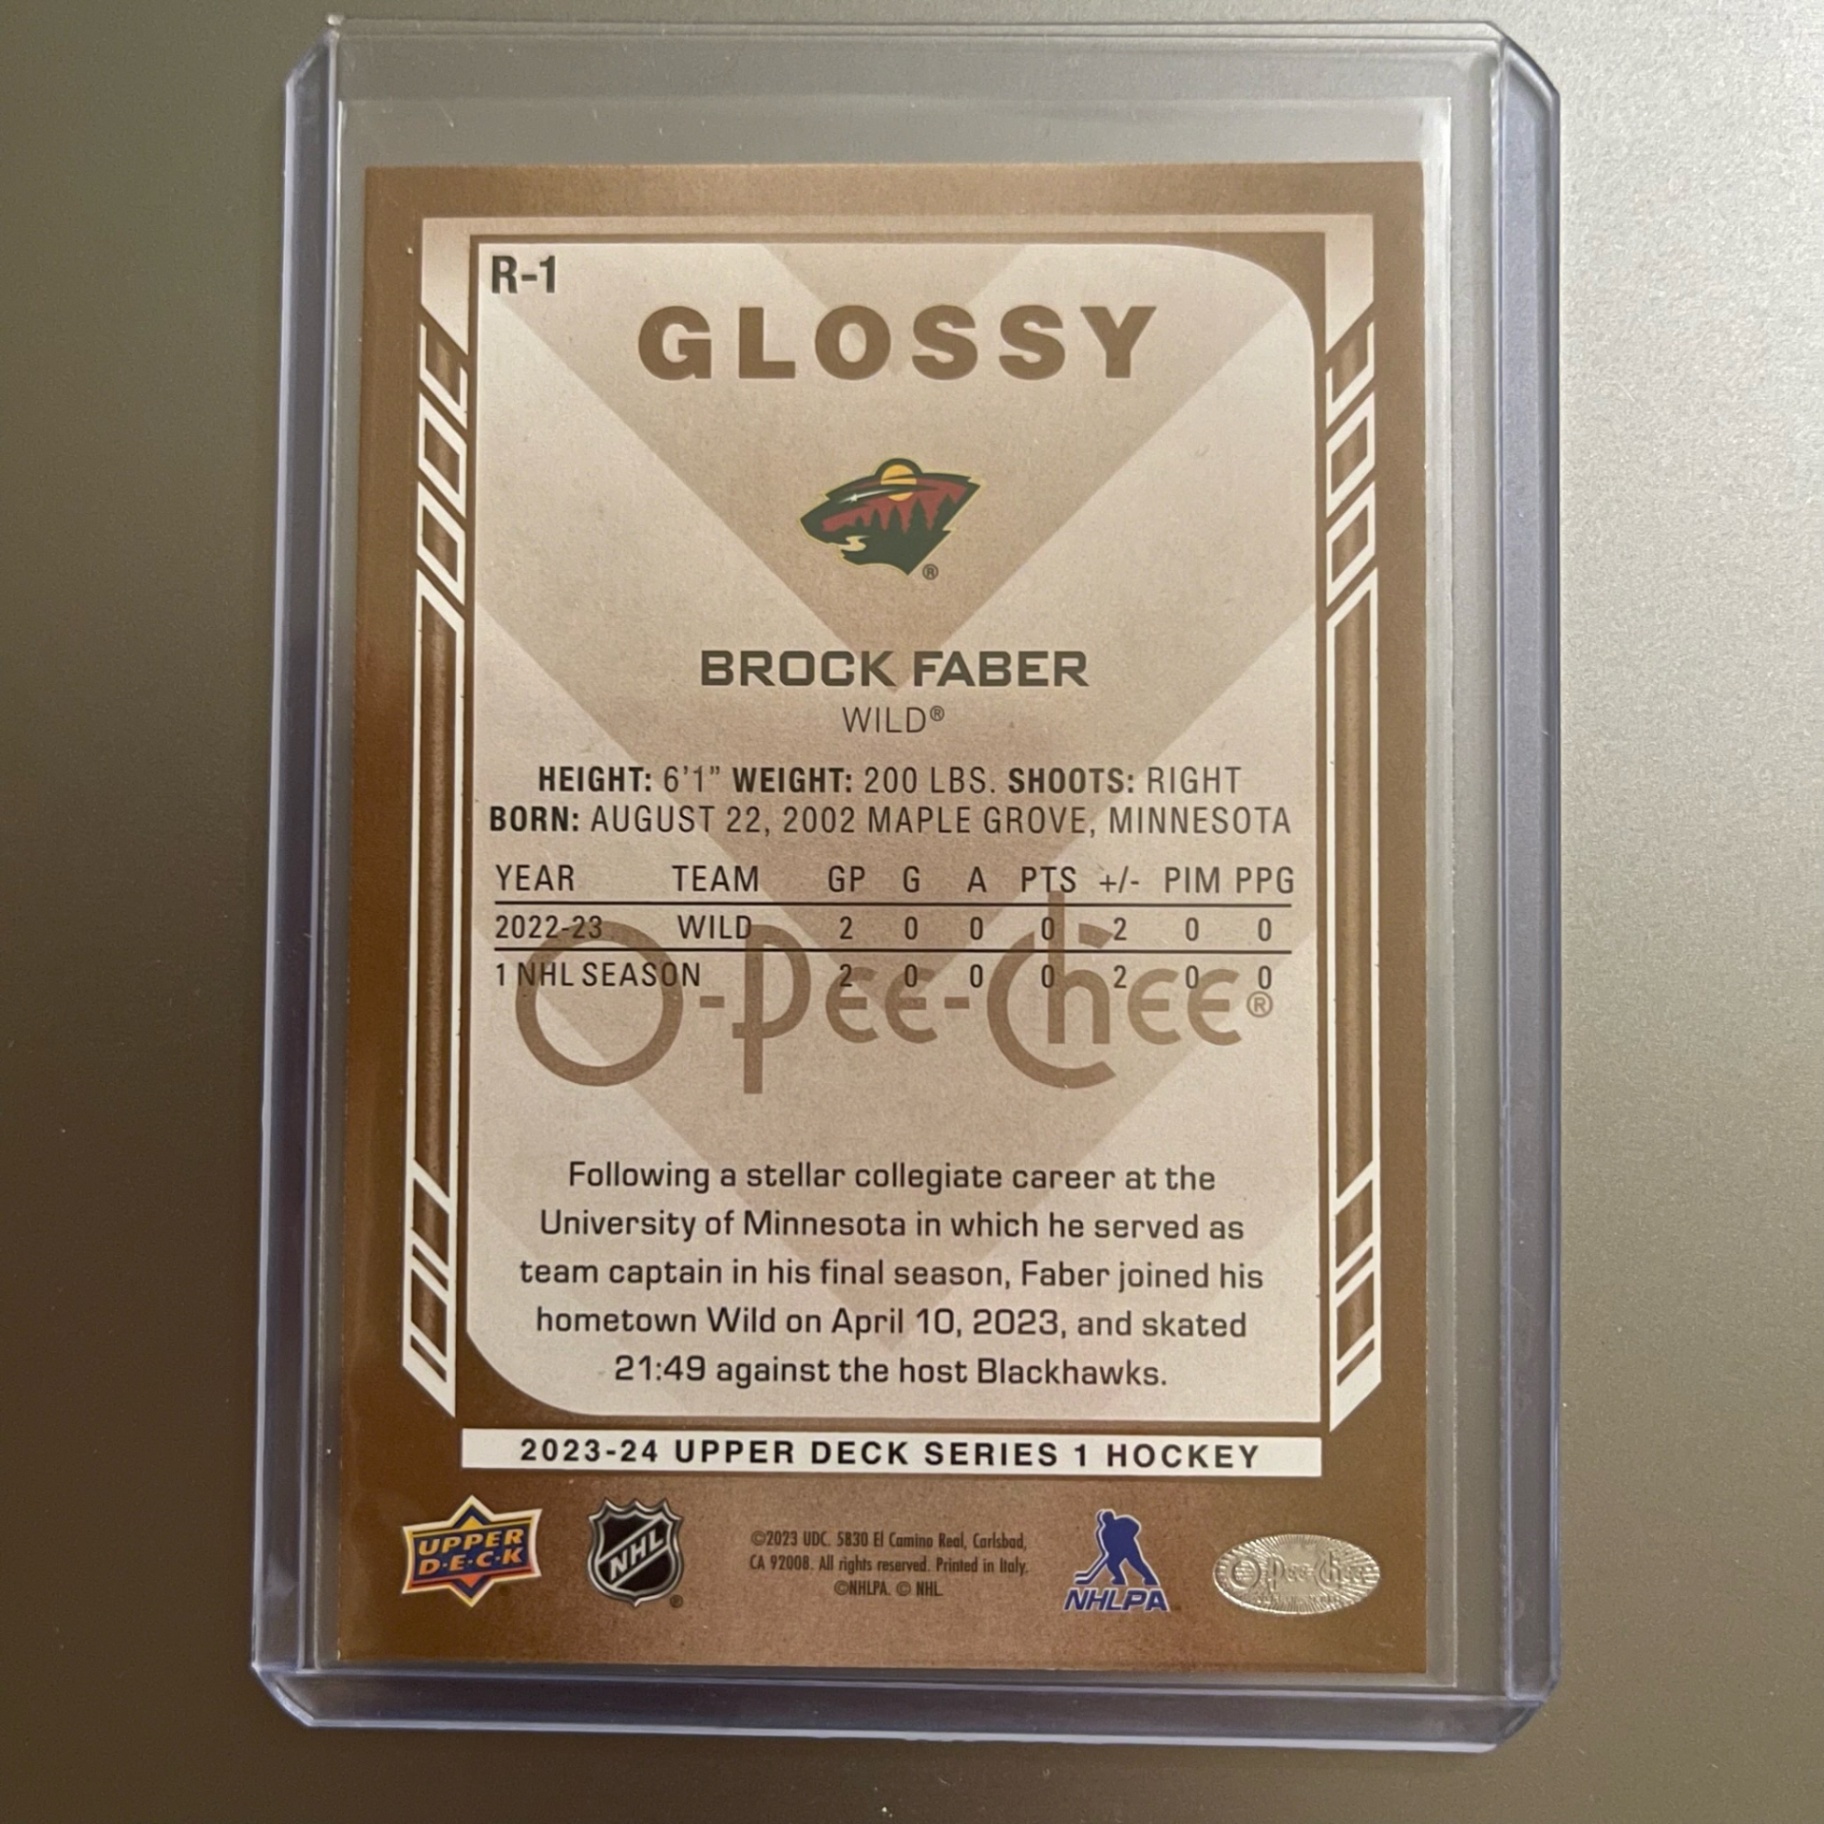 R-1
GLOSSY
®
BROCK FABER
WILD®
HEIGHT: 6'1" WEIGHT: 200 LBS. SHOOTS: RIGHT
BORN: AUGUST 22, 2002 MAPLE GROVE, MINNESOTA
YEAR TEAM GP G A PTS +/- PIM PPG
2022-23 WILD 2 0 0 0 2 0 0
1 NHL SEASON 2 0 0 0 2 0 0
O-PEE-CHEE®
Following a stellar collegiate career at the
University of Minnesota in which he served as
team captain in his final season, Faber joined his
hometown Wild on April 10, 2023, and skated
21:49 against the host Blackhawks.
2023-24 UPPER DECK SERIES 1 HOCKEY
UPPER
D·E·C·K
NHL
®
©2023 UDC. 5830 El Camino Real, Carlsbad,
CA 92008. All rights reserved. Printed in Italy.
©NHLPA. © NHL.
NHLPA
O-Pee-Chee